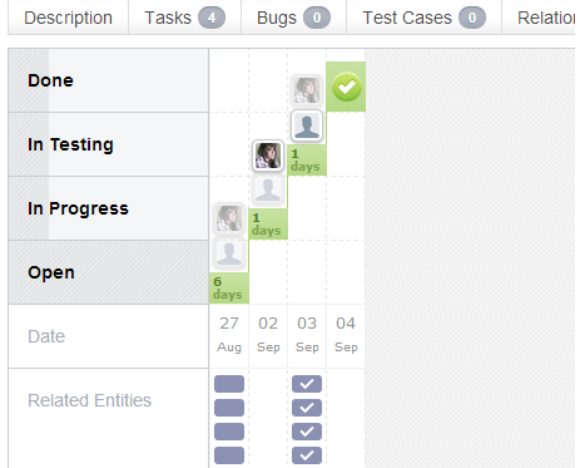 Description Tasks 4 Bugs 0 Test Cases 0 Relation
Done
In Testing
1
days
In Progress
1
days
Open
6
days
Date
27 02 03 04
Aug Sep Sep Sep
Related Entities